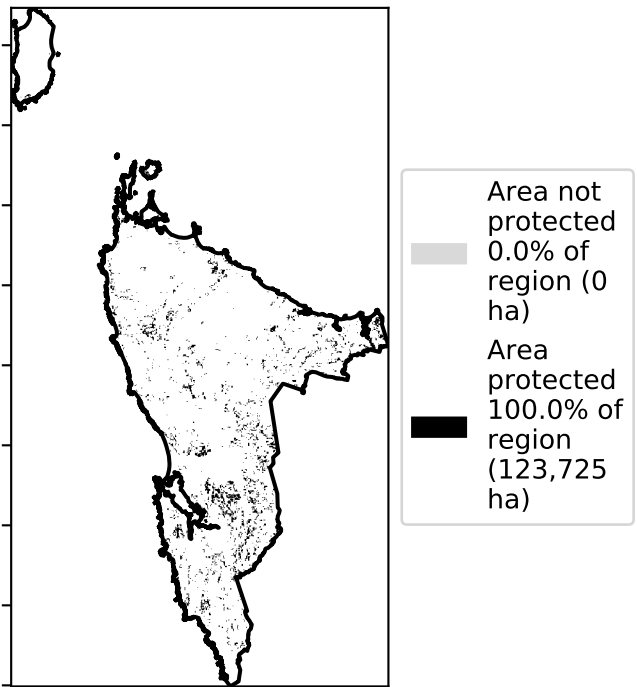 Area not
protected
0.0% of
region (0
ha)
Area
protected
100.0% of
region
(123,725
ha)